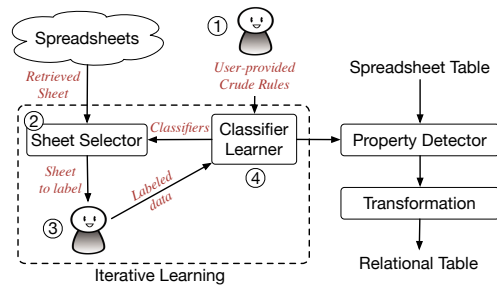 Spreadsheets
①
Retrieved
Sheet
User-provided
Crude Rules
Spreadsheet Table
②
Sheet Selector
Classifiers
Classifier
Learner
Property Detector
④
Sheet
to label
Labeled
data
③
Transformation
Iterative Learning
Relational Table